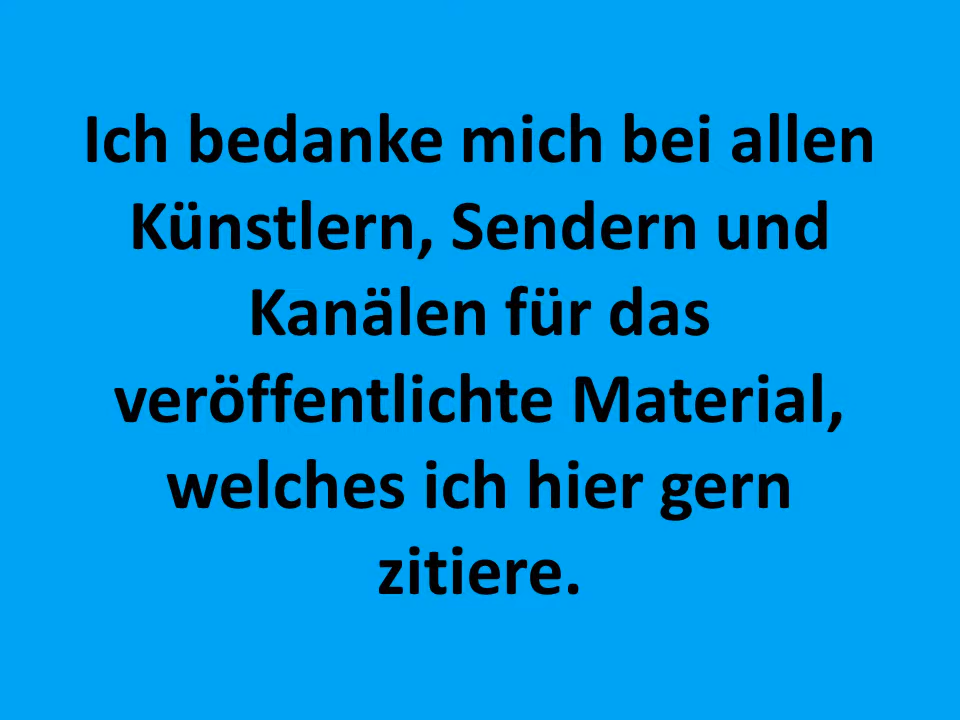 Ich bedanke mich bei allen
Künstlern, Sendern und
Kanälen für das
veröffentlichte Material,
welches ich hier gern
zitiere.